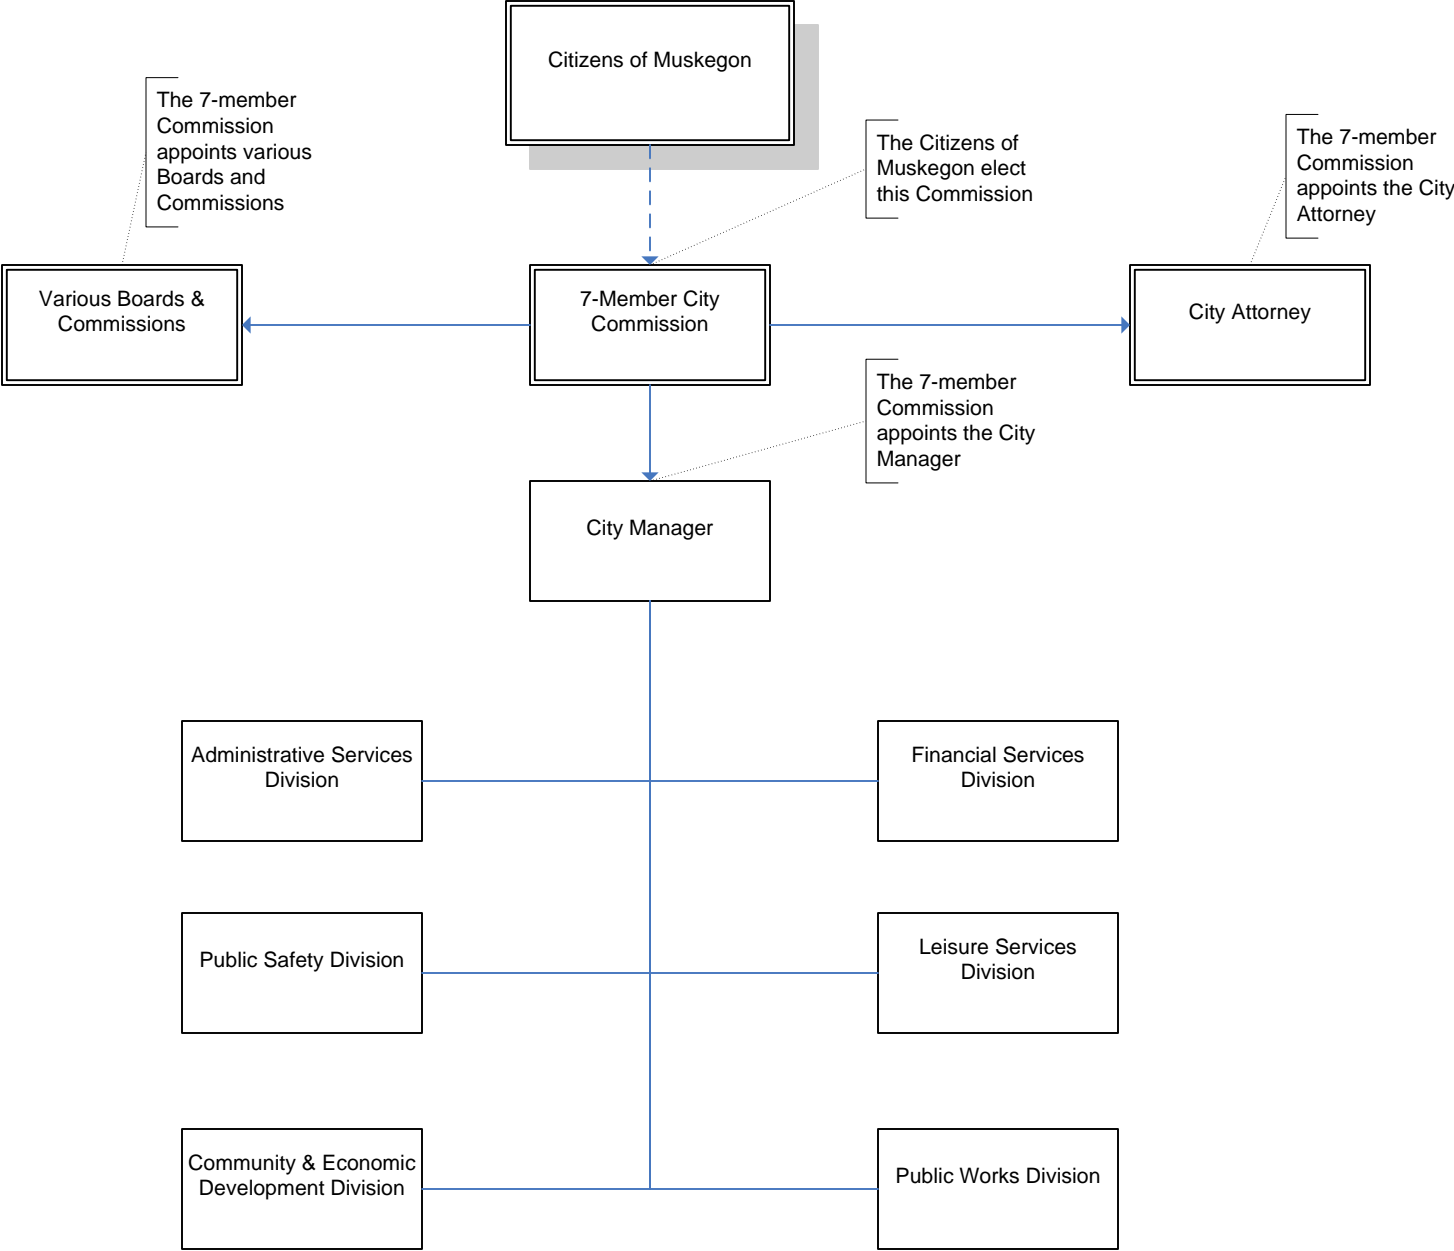 Citizens of Muskegon
The 7-member
Commission
appoints various
Boards and
Commissions
The Citizens of
Muskegon elect
this Commission
The 7-member
Commission
appoints the City
Attorney
Various Boards &
Commissions
7-Member City
Commission
City Attorney
The 7-member
Commission
appoints the City
Manager
City Manager
Administrative Services
Division
Financial Services
Division
Public Safety Division
Leisure Services
Division
Community & Economic
Development Division
Public Works Division